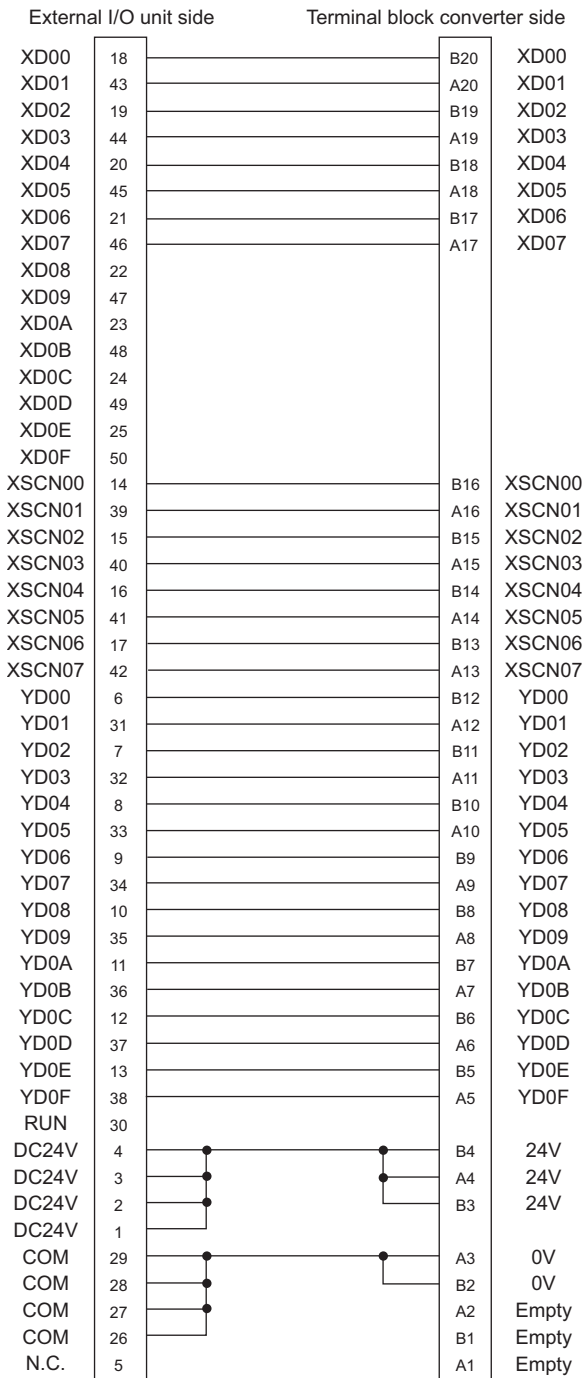 External I/O unit side Terminal block converter side
XD00 18 B20 XD00
XD01 43 A20 XD01
XD02 19 B19 XD02
XD03 44 A19 XD03
XD04 20 B18 XD04
XD05 45 A18 XD05
XD06 21 B17 XD06
XD07 46 A17 XD07
XD08 22
XD09 47
XD0A 23
XD0B 48
XD0C 24
XD0D 49
XD0E 25
XD0F 50
XSCN00 14 B16 XSCN00
XSCN01 39 A16 XSCN01
XSCN02 15 B15 XSCN02
XSCN03 40 A15 XSCN03
XSCN04 16 B14 XSCN04
XSCN05 41 A14 XSCN05
XSCN06 17 B13 XSCN06
XSCN07 42 A13 XSCN07
YD00 6 B12 YD00
YD01 31 A12 YD01
YD02 7 B11 YD02
YD03 32 A11 YD03
YD04 8 B10 YD04
YD05 33 A10 YD05
YD06 9 B9 YD06
YD07 34 A9 YD07
YD08 10 B8 YD08
YD09 35 A8 YD09
YD0A 11 B7 YD0A
YD0B 36 A7 YD0B
YD0C 12 B6 YD0C
YD0D 37 A6 YD0D
YD0E 13 B5 YD0E
YD0F 38 A5 YD0F
RUN 30
DC24V 4 B4 24V
DC24V 3 A4 24V
DC24V 2 B3 24V
DC24V 1
COM 29 A3 0V
COM 28 B2 0V
COM 27 A2 Empty
COM 26 B1 Empty
N.C. 5 A1 Empty